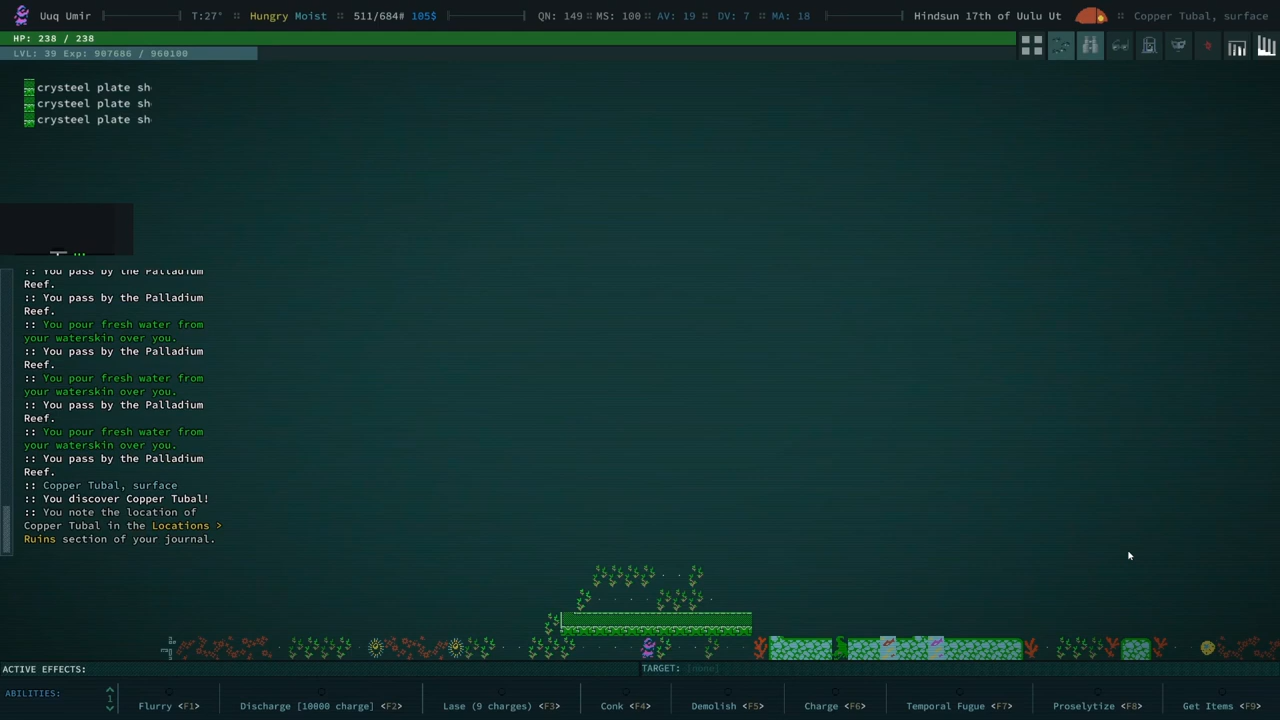 Uuq Umir T:27° :: Hungry Moist :: 511/684# 105$ QN: 149 :: MS: 100 :: AV: 19 :: DV: 7 :: MA: 18 Hindsun 17th of Uulu Ut :: Copper Tubal, surface
HP: 238 / 238
LVL: 39 Exp: 907686 / 960100
crysteel plate sh
crysteel plate sh
crysteel plate sh
:: You pass by the Palladium
Reef.
:: You pass by the Palladium
Reef.
:: You pour fresh water from
your waterskin over you.
:: You pass by the Palladium
Reef.
:: You pour fresh water from
your waterskin over you.
:: You pass by the Palladium
Reef.
:: You pour fresh water from
your waterskin over you.
:: You pass by the Palladium
Reef.
:: Copper Tubal, surface
:: You discover Copper Tubal!
:: You note the location of
Copper Tubal in the Locations >
Ruins section of your journal.
ACTIVE EFFECTS: TARGET: [none]
ABILITIES: 1 Flurry <F1> Discharge [10000 charge] <F2> Lase (9 charges) <F3> Conk <F4> Demolish <F5> Charge <F6> Temporal Fugue <F7> Proselytize <F8> Get Items <F9>